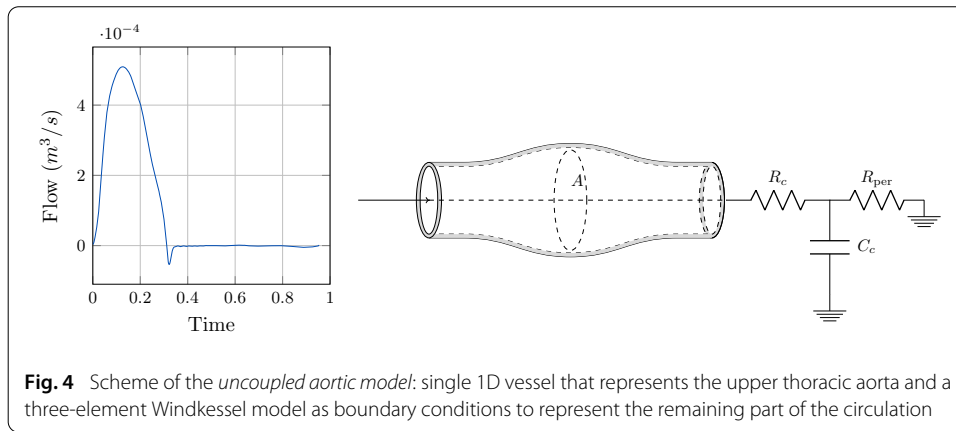 ·10⁻⁴
Flow (m³/s)
4
2
0
0
0.2
0.4
0.6
0.8
1
Time
A
R_c
R_per
C_c
Fig. 4 Scheme of the uncoupled aortic model: single 1D vessel that represents the upper thoracic aorta and a
three-element Windkessel model as boundary conditions to represent the remaining part of the circulation